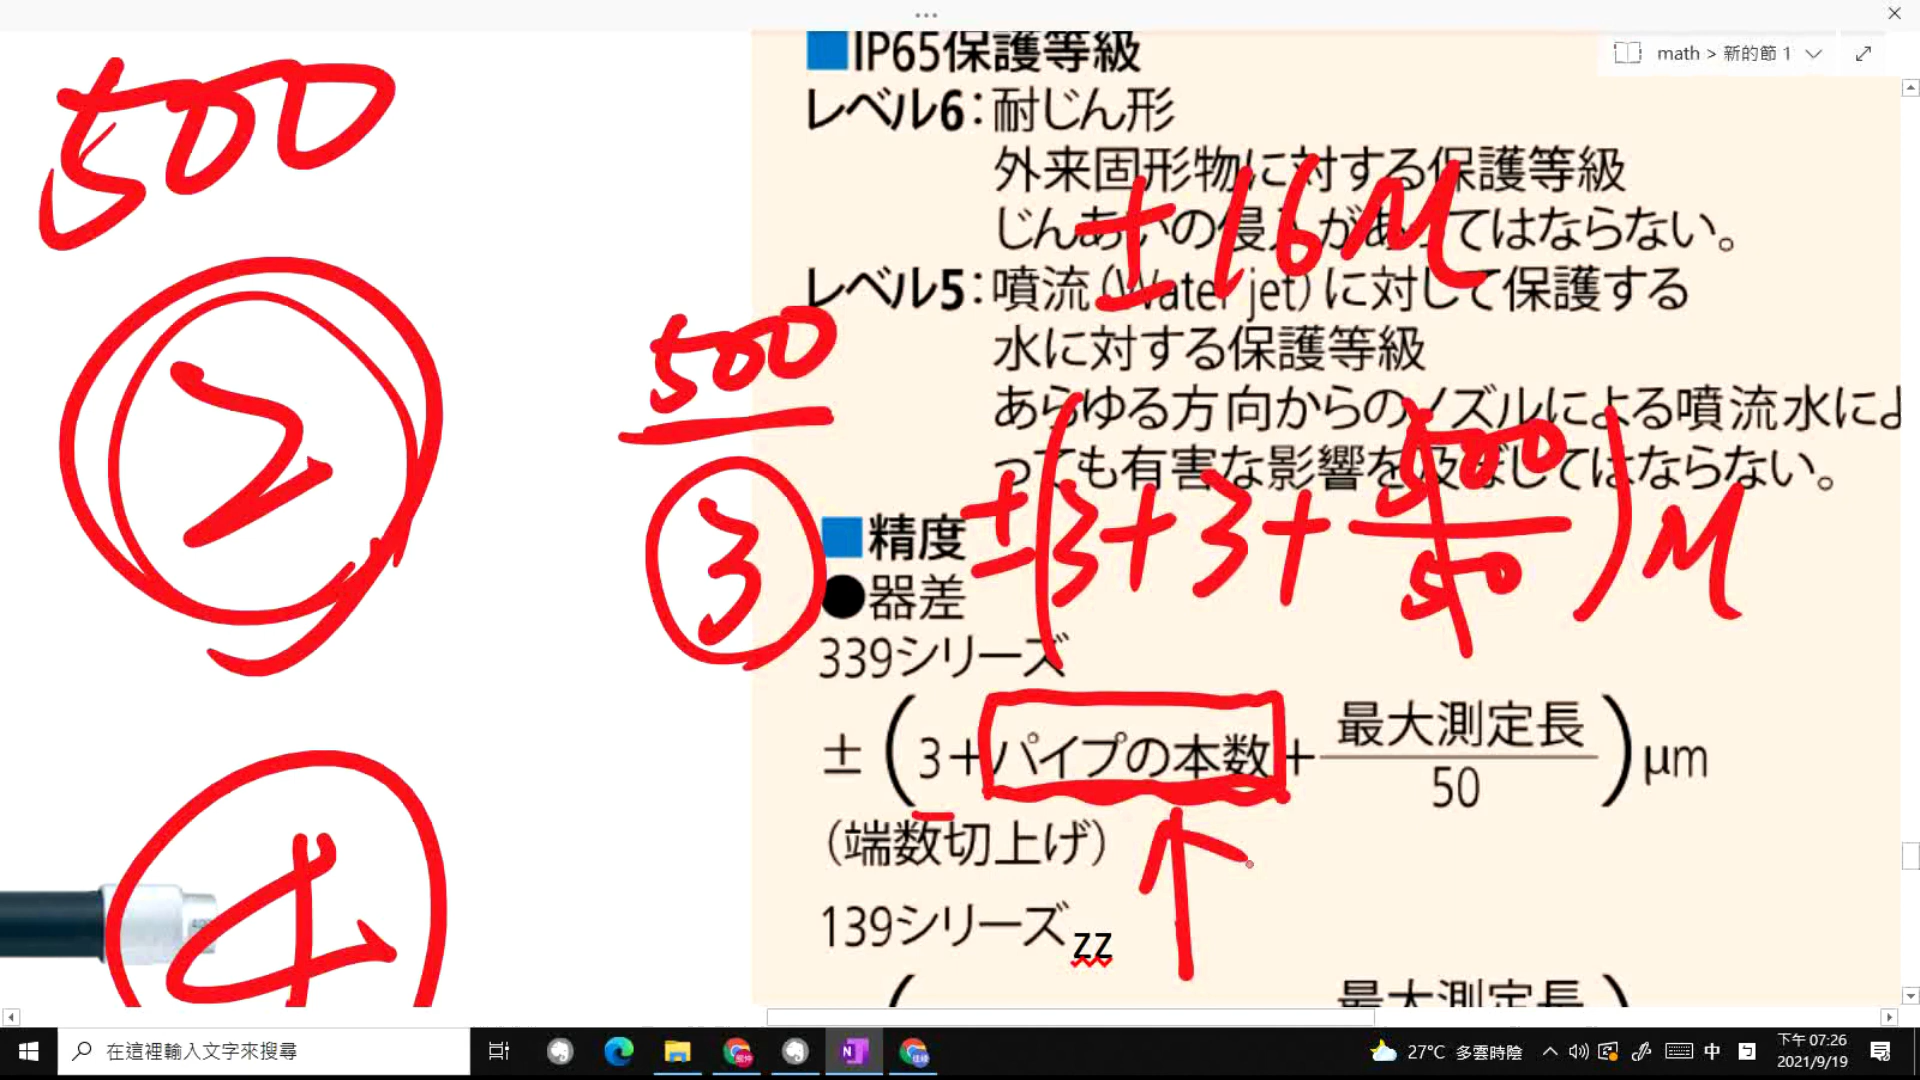 math > 新的節 1
■IP65保護等級
レベル6：耐じん形
外来固形物に対する保護等級
じんあいの侵入があってはならない。
レベル5：噴流（Water jet）に対して保護する
水に対する保護等級
あらゆる方向からのノズルによる噴流水によ
っても有害な影響を及ぼしてはならない。
■精度
●器差
339シリーズ
±(3+パイプの本数+最大測定長/50)μm
（端数切上げ）
139シリーズ
zz
最大測定長
500
2
4
500
3
±16μ
±(3+3+500/50)μ
在這裡輸入文字來搜尋
27°C 多雲時陰
中
下午 07:26
2021/9/19